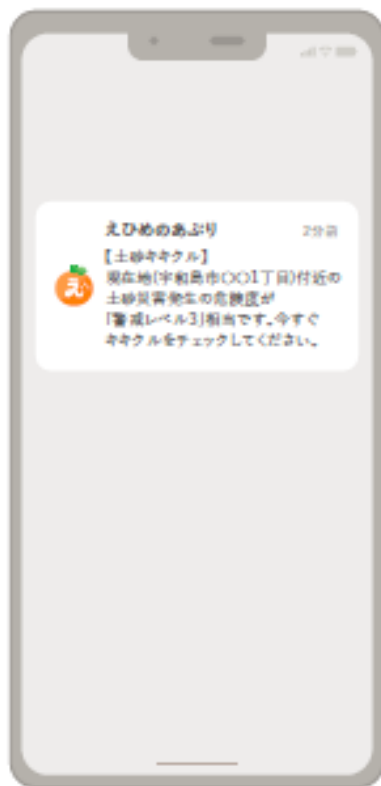 えひめのあぷり 2分前
【土砂キキクル】
現在地(宇和島市〇〇1丁目)付近の
え
土砂災害発生の危険度が
「警戒レベル3」相当です。今すぐ
キキクルをチェックしてください。